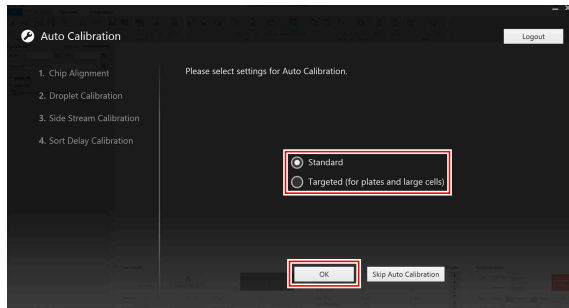 Auto Calibration
Logout
1. Chip Alignment
2. Droplet Calibration
3. Side Stream Calibration
4. Sort Delay Calibration
Please select settings for Auto Calibration.
Standard
Targeted (for plates and large cells)
OK
Skip Auto Calibration